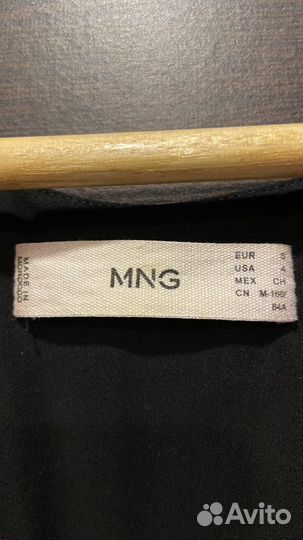 MADE IN
MOROCCO
MNG
EUR S
USA 4
MEX CH
CN M-160/
84A
Avito